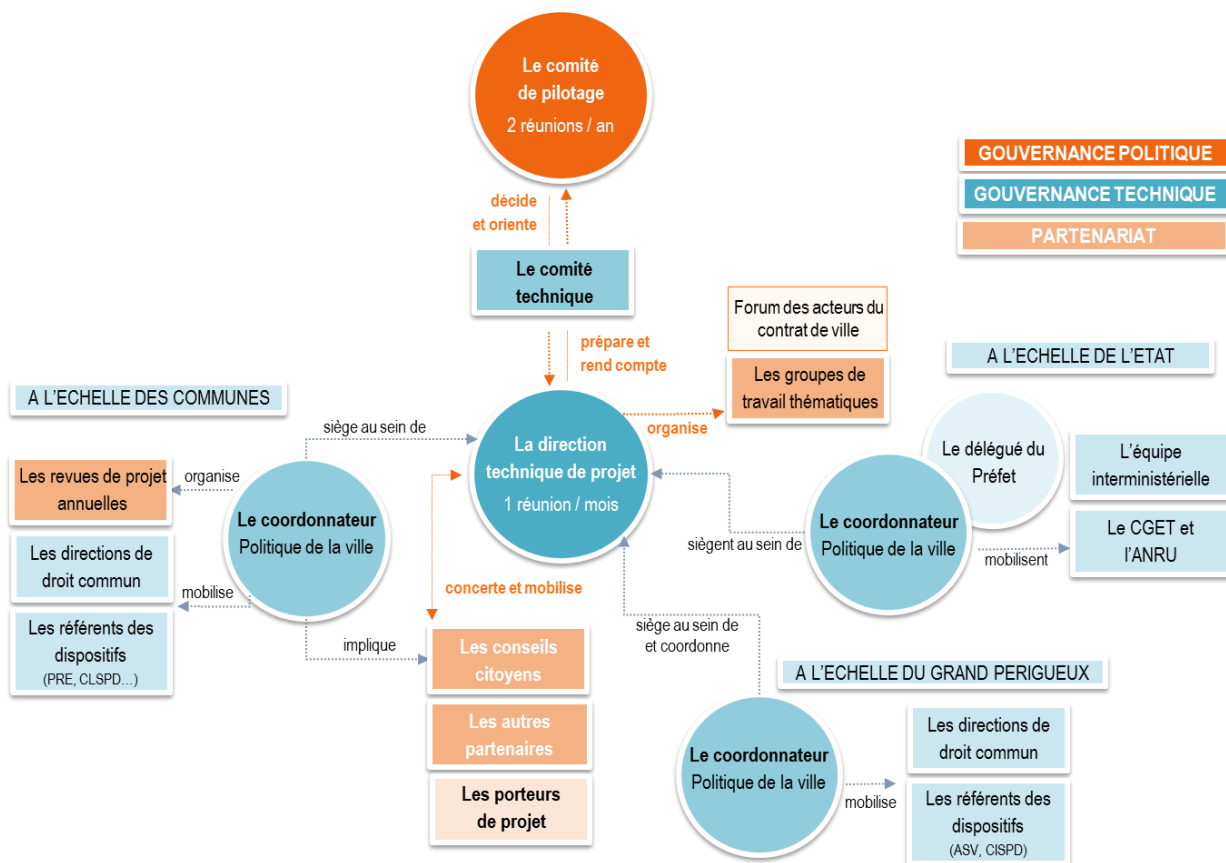 Le comité
de pilotage
2 réunions / an
GOUVERNANCE POLITIQUE
GOUVERNANCE TECHNIQUE
PARTENARIAT
décide
et oriente
Le comité
technique
prépare et
rend compte
Forum des acteurs du
contrat de ville
Les groupes de
travail thématiques
organise
A L'ECHELLE DE L'ETAT
A L'ECHELLE DES COMMUNES
siège au sein de
La direction
technique de projet
1 réunion / mois
Le délégué du
Préfet
L'équipe
interministérielle
Les revues de projet
annuelles
organise
Le coordonnateur
Politique de la ville
Les directions de
droit commun
mobilise
Les référents des
dispositifs
(PRE, CLSPD...)
implique
concerte et mobilise
siègent au sein de
Le coordonnateur
Politique de la ville
mobilisent
Le CGET et
l'ANRU
Les conseils
citoyens
Les autres
partenaires
Les porteurs
de projet
siège au sein de
et coordonne
A L'ECHELLE DU GRAND PERIGUEUX
Le coordonnateur
Politique de la ville
mobilise
Les directions de
droit commun
Les référents des
dispositifs
(ASV, CISPD)